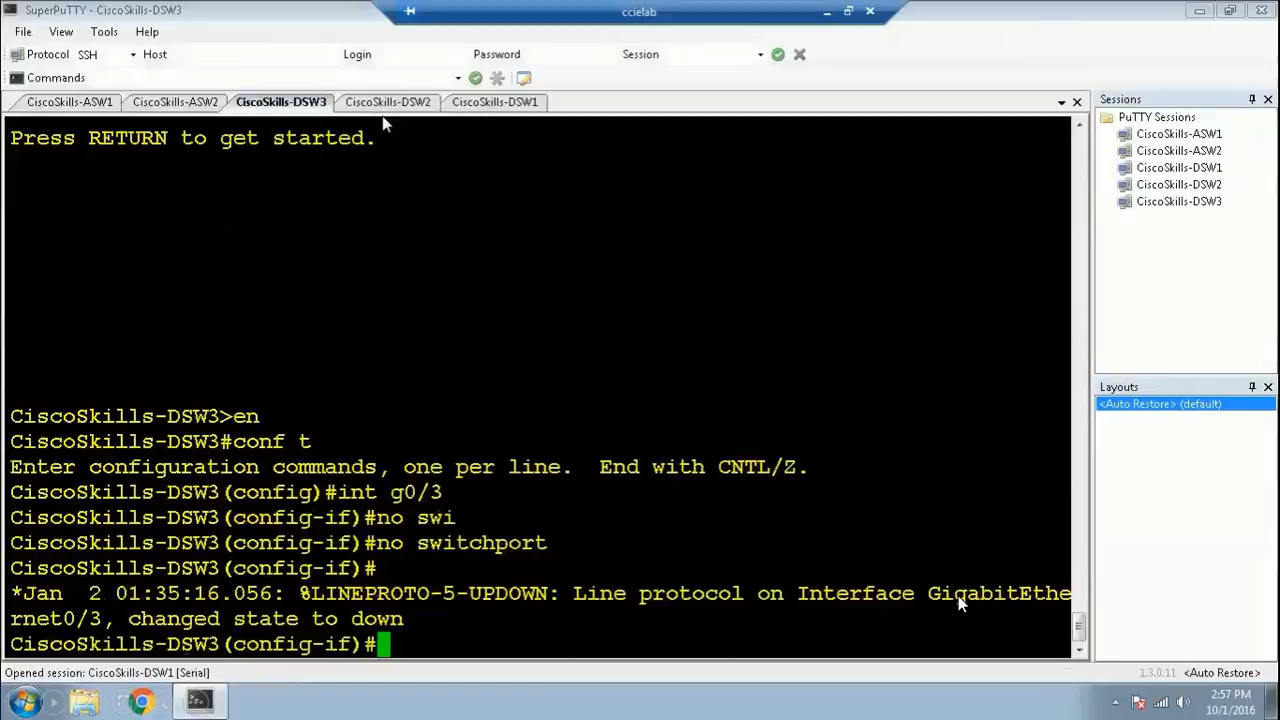 SuperPuTTY - CiscoSkills-DSW3
ccielab
File View Tools Help
Protocol SSH Host Login Password Session
Commands
CiscoSkills-ASW1 CiscoSkills-ASW2 CiscoSkills-DSW3 CiscoSkills-DSW2 CiscoSkills-DSW1
Press RETURN to get started.
CiscoSkills-DSW3>en
CiscoSkills-DSW3#conf t
Enter configuration commands, one per line.  End with CNTL/Z.
CiscoSkills-DSW3(config)#int g0/3
CiscoSkills-DSW3(config-if)#no swi
CiscoSkills-DSW3(config-if)#no switchport
CiscoSkills-DSW3(config-if)#
*Jan  2 01:35:16.056: %LINEPROTO-5-UPDOWN: Line protocol on Interface GigabitEthe
rnet0/3, changed state to down
CiscoSkills-DSW3(config-if)#
Sessions
PuTTY Sessions
CiscoSkills-ASW1
CiscoSkills-ASW2
CiscoSkills-DSW1
CiscoSkills-DSW2
CiscoSkills-DSW3
Layouts
<Auto Restore> (default)
Opened session: CiscoSkills-DSW1 [Serial]
1.3.0.11 <Auto Restore>
2:57 PM
10/1/2016